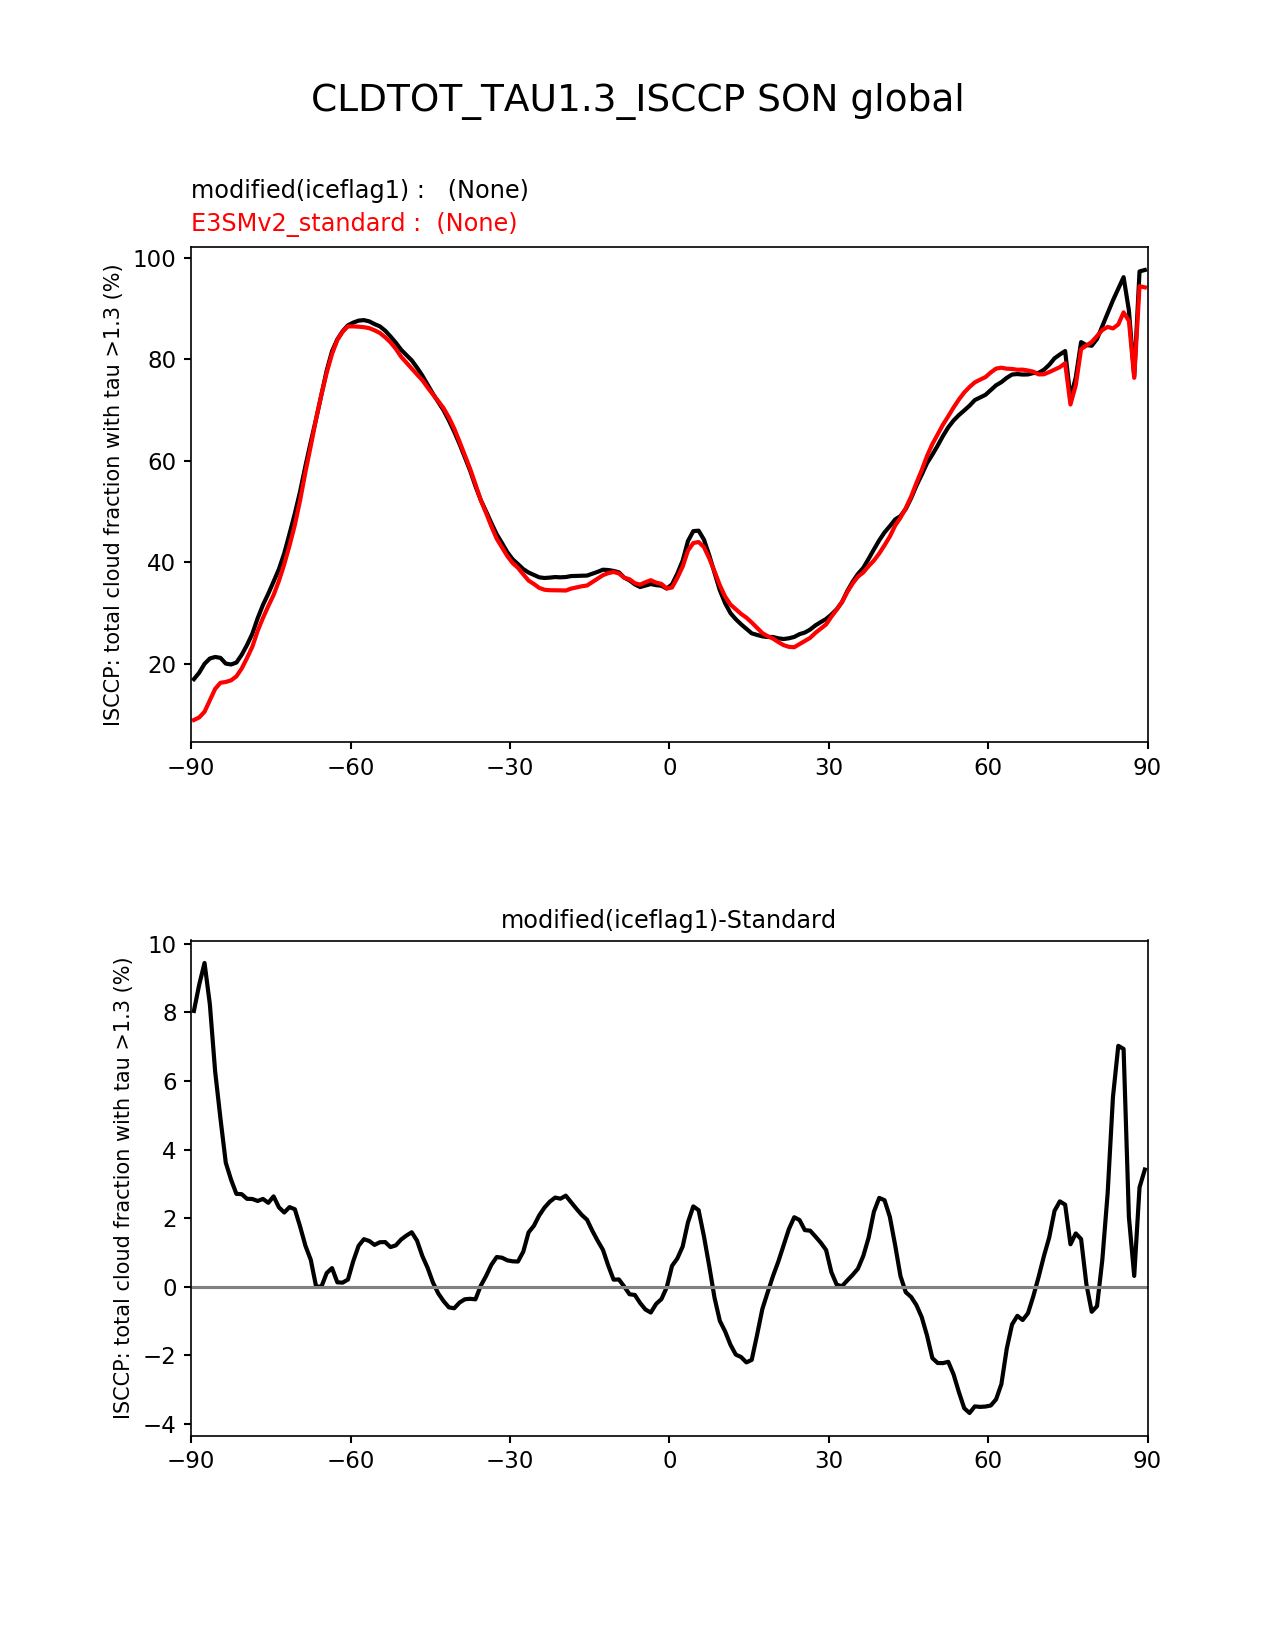 CLDTOT_TAU1.3_ISCCP SON global
modified(iceflag1) :   (None)
E3SMv2_standard :  (None)
ISCCP: total cloud fraction with tau >1.3 (%)
100
80
60
40
20
−90 −60 −30 0 30 60 90
modified(iceflag1)-Standard
ISCCP: total cloud fraction with tau >1.3 (%)
10
8
6
4
2
0
−2
−4
−90 −60 −30 0 30 60 90